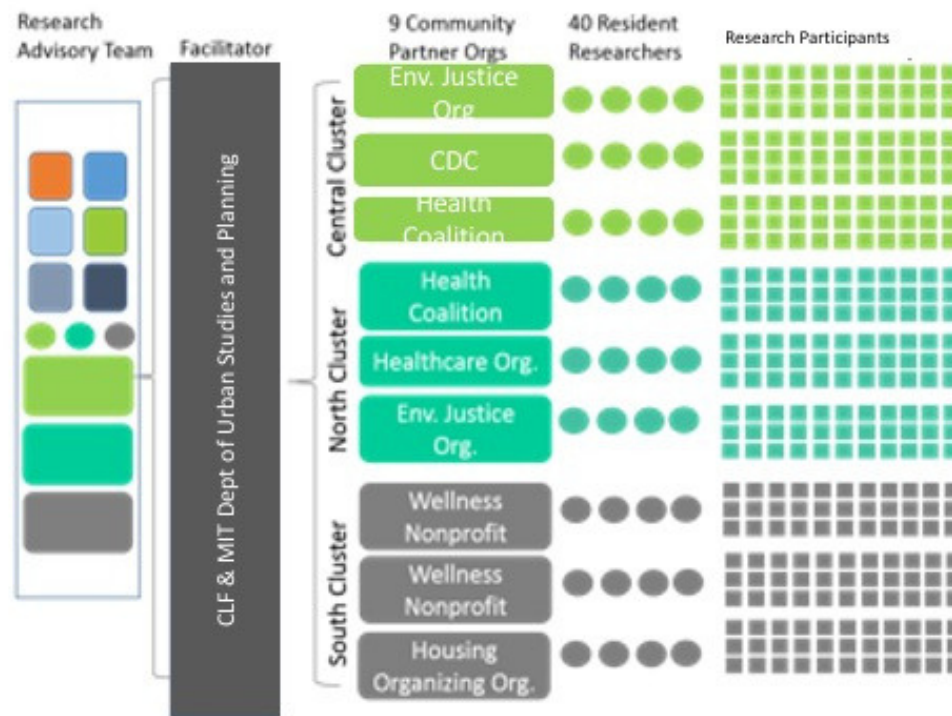 Research
Advisory Team
Facilitator
9 Community
Partner Orgs
40 Resident
Researchers
Research Participants
CLF & MIT Dept of Urban Studies and Planning
Central Cluster
Env. Justice
Org
CDC
Health
Coalition
North Cluster
Health
Coalition
Healthcare Org.
Env. Justice
Org.
South Cluster
Wellness
Nonprofit
Wellness
Nonprofit
Housing
Organizing Org.